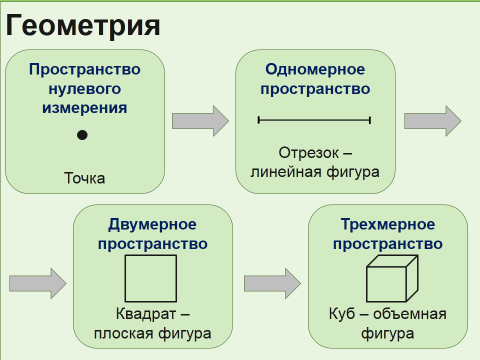 Геометрия
Пространство
нулевого
измерения
Точка
Одномерное
пространство
Отрезок –
линейная фигура
Двумерное
пространство
Квадрат –
плоская фигура
Трехмерное
пространство
Куб – объемная
фигура